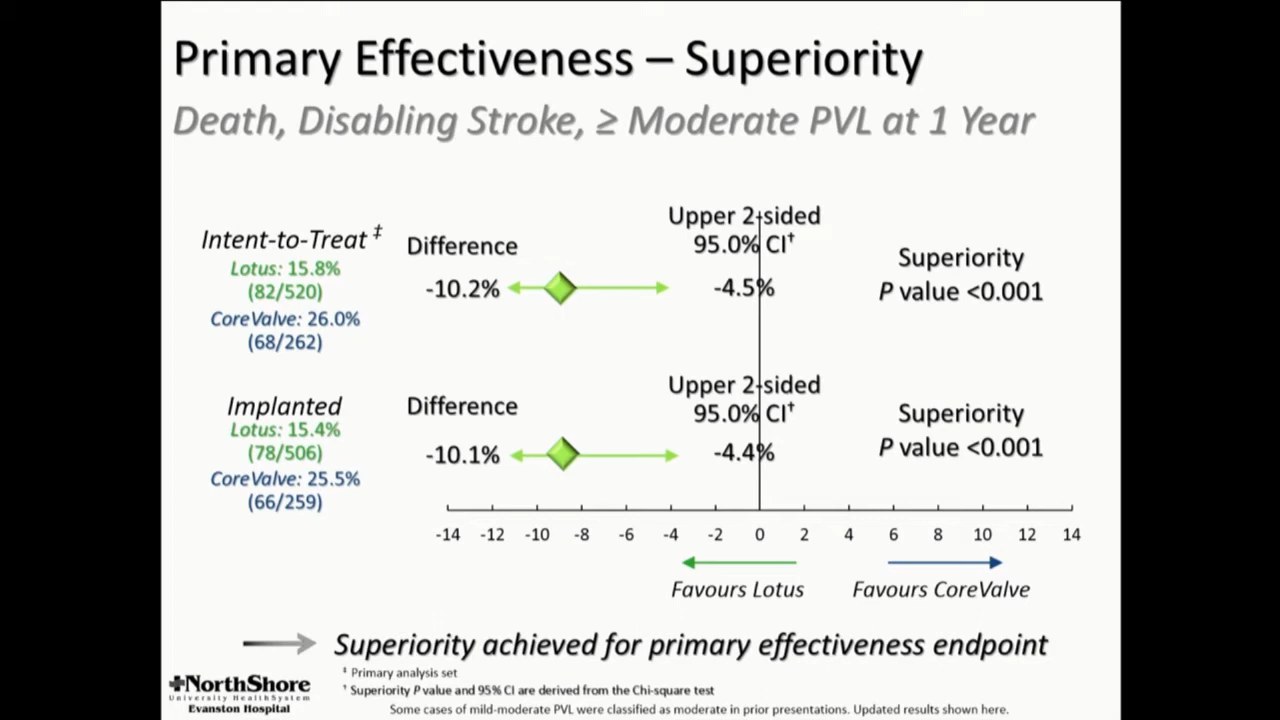 Primary Effectiveness – Superiority
Death, Disabling Stroke, ≥ Moderate PVL at 1 Year
Intent-to-Treat ‡
Lotus: 15.8%
(82/520)
CoreValve: 26.0%
(68/262)
Difference
-10.2%
Upper 2-sided
95.0% CI†
-4.5%
Superiority
P value <0.001
Implanted
Lotus: 15.4%
(78/506)
CoreValve: 25.5%
(66/259)
Difference
-10.1%
Upper 2-sided
95.0% CI†
-4.4%
Superiority
P value <0.001
-14 -12 -10 -8 -6 -4 -2 0 2 4 6 8 10 12 14
Favours Lotus
Favours CoreValve
Superiority achieved for primary effectiveness endpoint
‡ Primary analysis set
† Superiority P value and 95% CI are derived from the Chi-square test
Some cases of mild-moderate PVL were classified as moderate in prior presentations. Updated results shown here.
NorthShore
University HealthSystem
Evanston Hospital